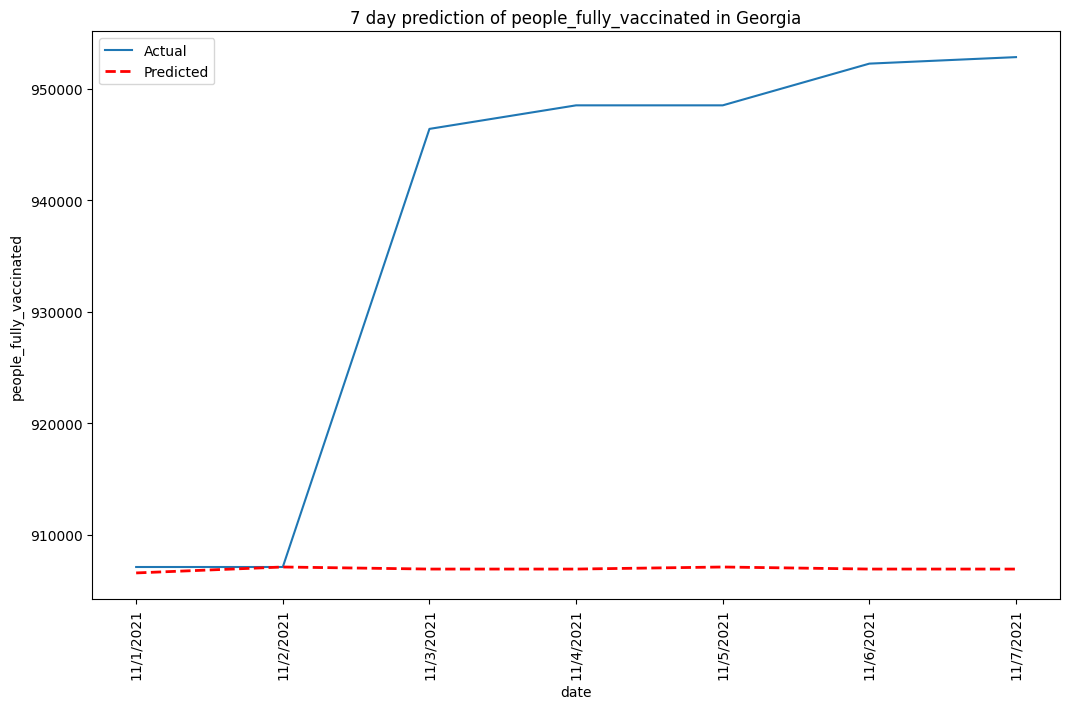 7 day prediction of people_fully_vaccinated in Georgia
Actual
Predicted
950000
940000
930000
920000
910000
people_fully_vaccinated
11/1/2021
11/2/2021
11/3/2021
11/4/2021
11/5/2021
11/6/2021
11/7/2021
date